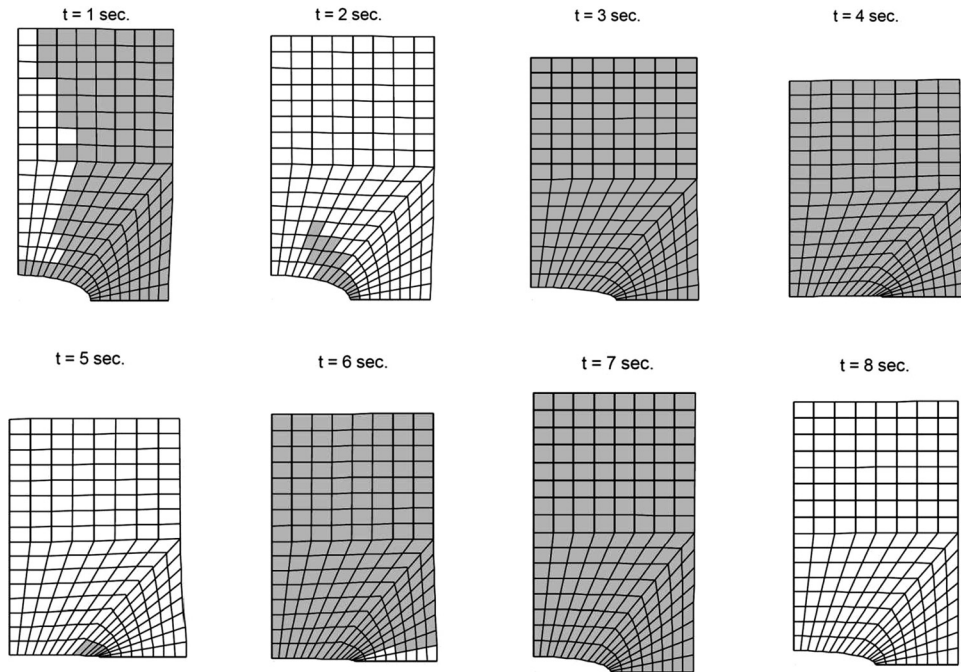 t = 1 sec.
t = 2 sec.
t = 3 sec.
t = 4 sec.
t = 5 sec.
t = 6 sec.
t = 7 sec.
t = 8 sec.